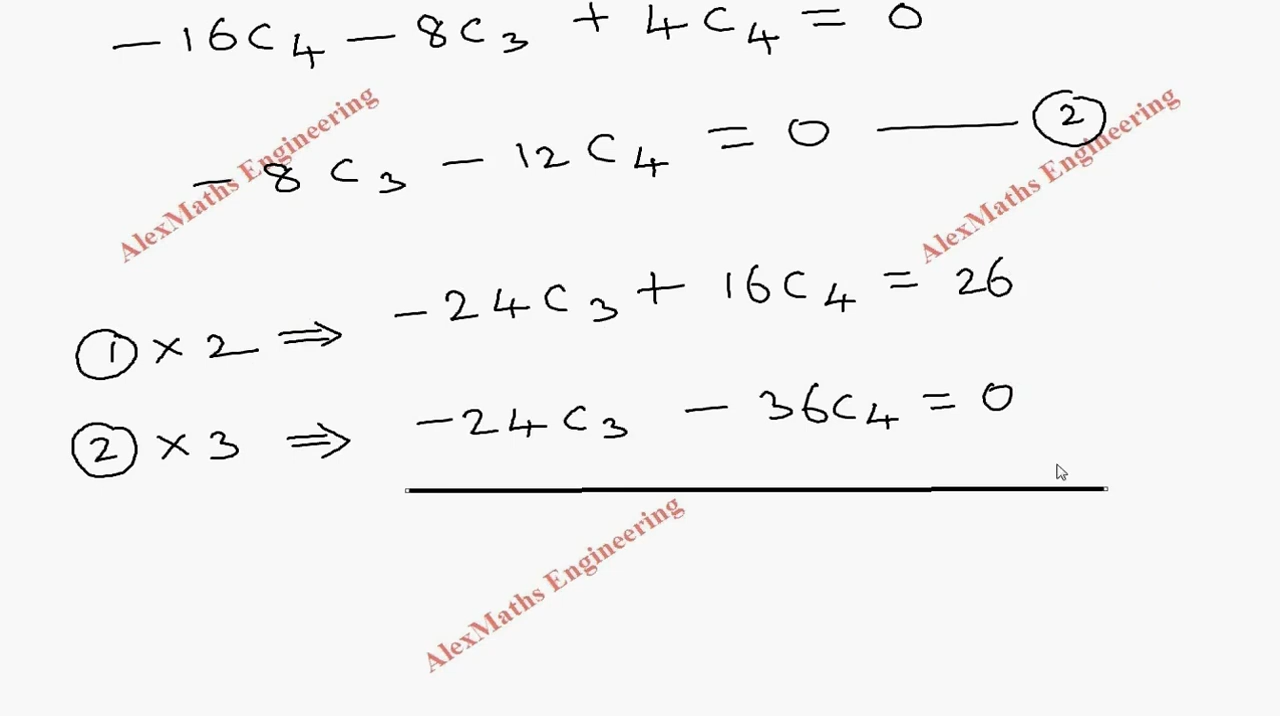 -16C₄ - 8C₃ + 4C₄ = 0
-8C₃ - 12C₄ = 0 —— ②
AlexMaths Engineering
AlexMaths Engineering
① × 2 ⇒ -24C₃ + 16C₄ = 26
② × 3 ⇒ -24C₃ - 36C₄ = 0
AlexMaths Engineering